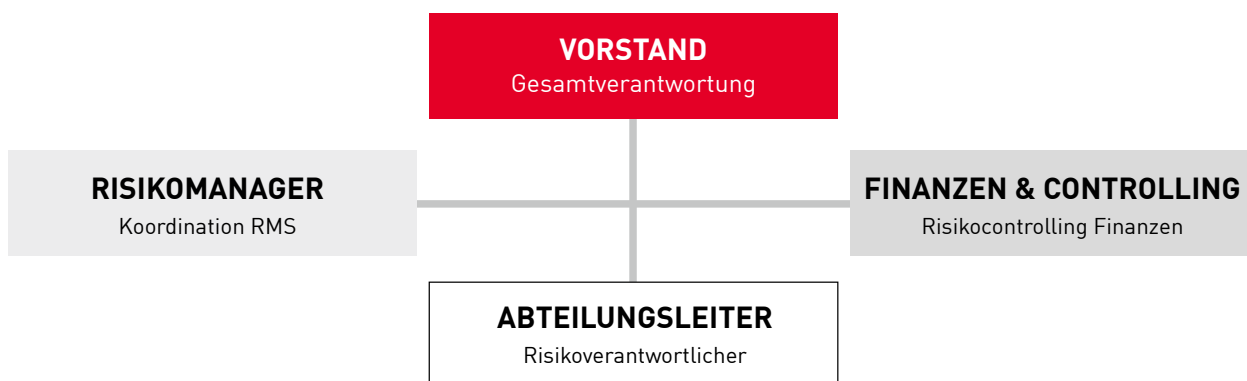 VORSTAND
Gesamtverantwortung
RISIKOMANAGER
Koordination RMS
FINANZEN & CONTROLLING
Risikocontrolling Finanzen
ABTEILUNGSLEITER
Risikoverantwortlicher